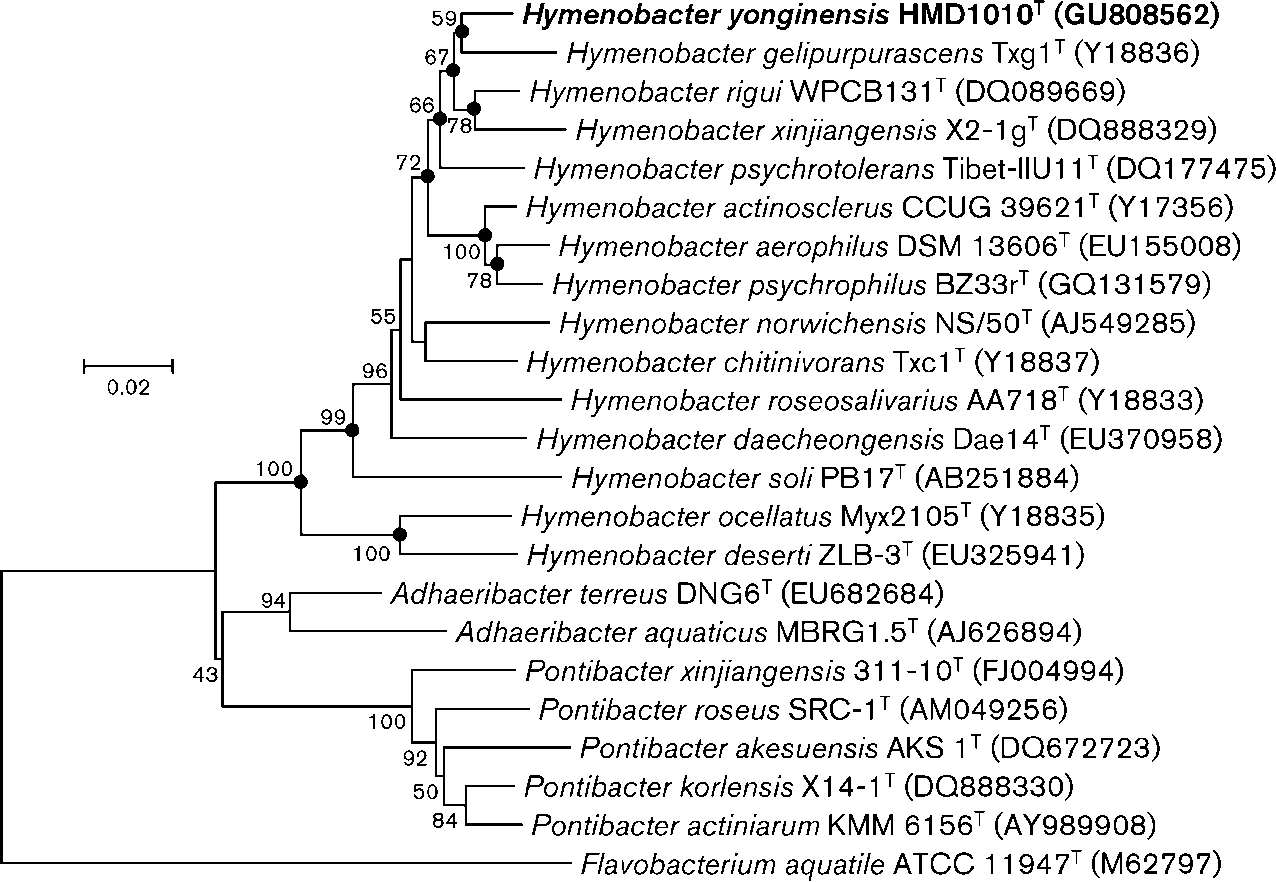 59 Hymenobacter yonginensis HMD1010ᵀ (GU808562)
67 Hymenobacter gelipurpurascens Txg1ᵀ (Y18836)
Hymenobacter rigui WPCB131ᵀ (DQ089669)
66
78 Hymenobacter xinjiangensis X2-1gᵀ (DQ888329)
72 Hymenobacter psychrotolerans Tibet-IIU11ᵀ (DQ177475)
Hymenobacter actinosclerus CCUG 39621ᵀ (Y17356)
100 Hymenobacter aerophilus DSM 13606ᵀ (EU155008)
78 Hymenobacter psychrophilus BZ33rᵀ (GQ131579)
55 Hymenobacter norwichensis NS/50ᵀ (AJ549285)
Hymenobacter chitinivorans Txc1ᵀ (Y18837)
96
0.02
Hymenobacter roseosalivarius AA718ᵀ (Y18833)
99
Hymenobacter daecheongensis Dae14ᵀ (EU370958)
100 Hymenobacter soli PB17ᵀ (AB251884)
Hymenobacter ocellatus Myx2105ᵀ (Y18835)
100 Hymenobacter deserti ZLB-3ᵀ (EU325941)
94 Adhaeribacter terreus DNG6ᵀ (EU682684)
Adhaeribacter aquaticus MBRG1.5ᵀ (AJ626894)
43 Pontibacter xinjiangensis 311-10ᵀ (FJ004994)
100 Pontibacter roseus SRC-1ᵀ (AM049256)
92 Pontibacter akesuensis AKS 1ᵀ (DQ672723)
50 Pontibacter korlensis X14-1ᵀ (DQ888330)
84 Pontibacter actiniarum KMM 6156ᵀ (AY989908)
Flavobacterium aquatile ATCC 11947ᵀ (M62797)